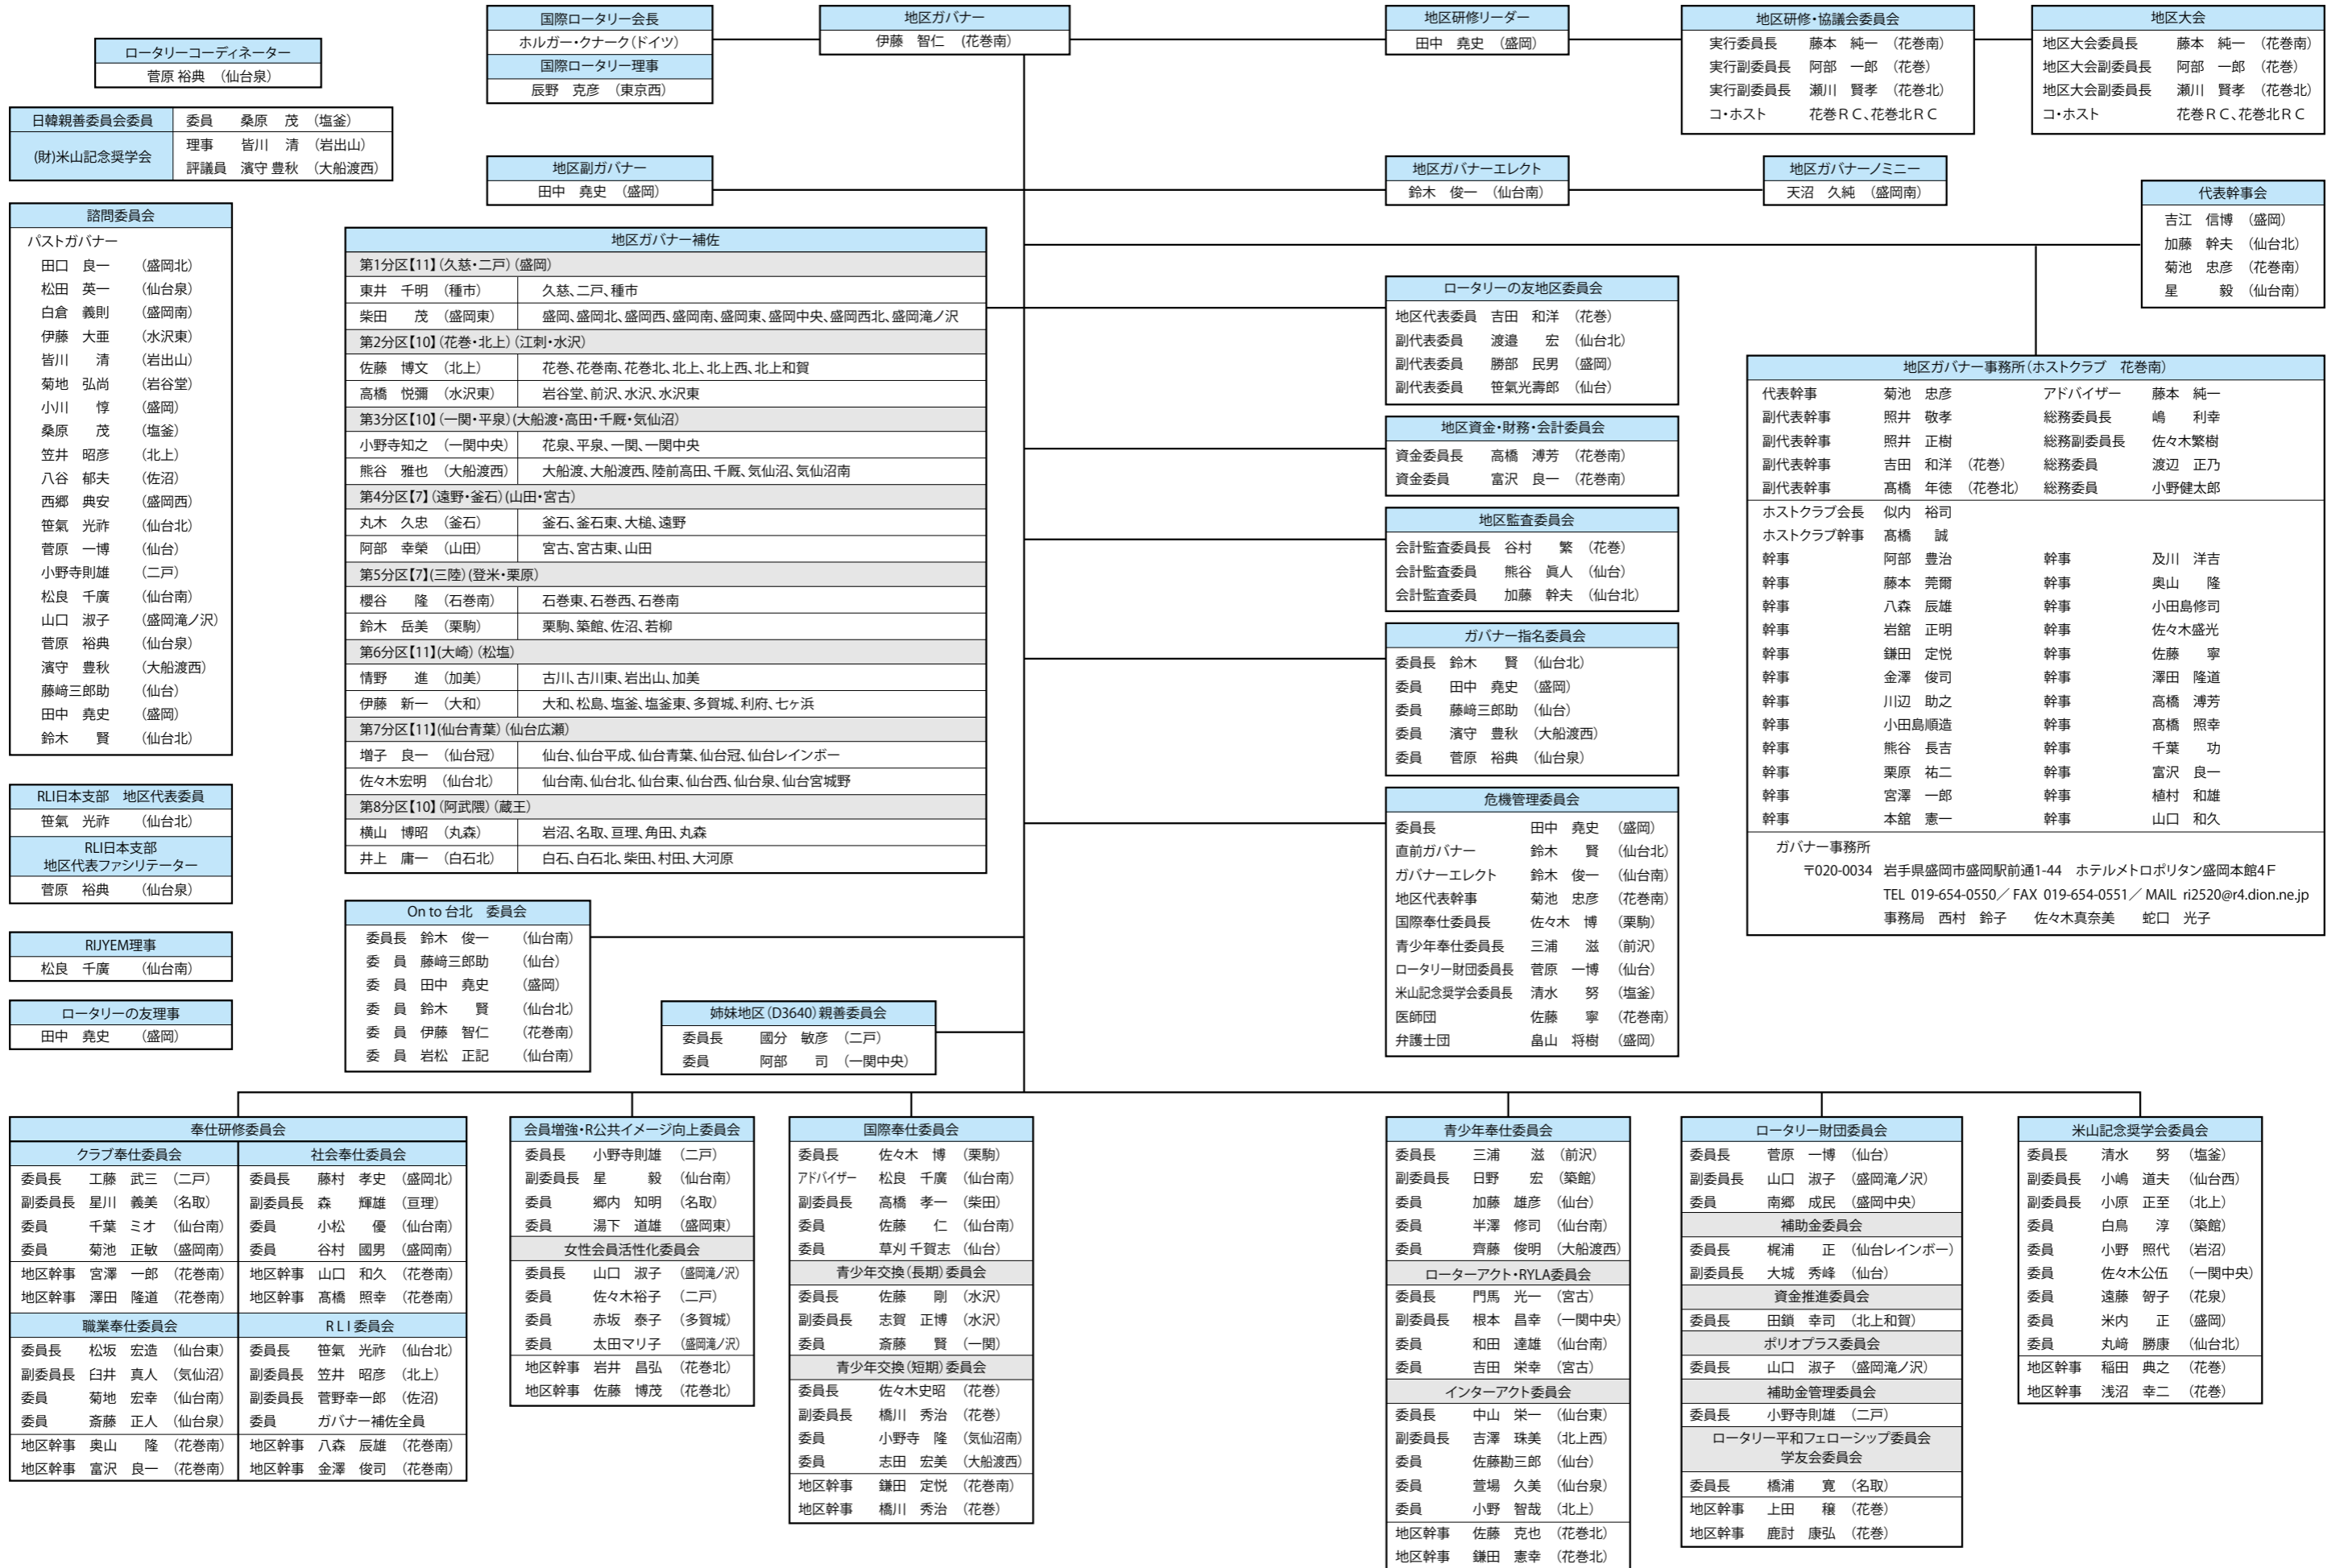 ロータリーコーディネーター
菅原 裕典 （仙台泉）
国際ロータリー会長
ホルガー・クナーク(ドイツ)
国際ロータリー理事
辰野 克彦 （東京西）
地区ガバナー
伊藤 智仁 (花巻南)
地区研修リーダー
田中 堯史 （盛岡）
地区研修・協議会委員会
実行委員長 藤本 純一 （花巻南）
実行副委員長 阿部 一郎 （花巻）
実行副委員長 瀬川 賢孝 （花巻北）
コ・ホスト 花巻ＲＣ、花巻北ＲＣ
地区大会
地区大会委員長 藤本 純一 （花巻南）
地区大会副委員長 阿部 一郎 （花巻）
地区大会副委員長 瀬川 賢孝 （花巻北）
コ・ホスト 花巻ＲＣ、花巻北ＲＣ
日韓親善委員会委員 委員 桑原 茂 （塩釜）
(財)米山記念奨学会 理事 皆川 清 （岩出山）
評議員 濱守 豊秋 （大船渡西）
地区副ガバナー
田中 堯史 （盛岡）
地区ガバナーエレクト
鈴木 俊一 （仙台南）
地区ガバナーノミニー
天沼 久純 （盛岡南）
代表幹事会
吉江 信博 （盛岡）
加藤 幹夫 （仙台北）
菊池 忠彦 （花巻南）
星 毅 （仙台南）
諮問委員会
パストガバナー
田口 良一 （盛岡北）
松田 英一 （仙台泉）
白倉 義則 （盛岡南）
伊藤 大亜 （水沢東）
皆川 清 （岩出山）
菊地 弘尚 （岩谷堂）
小川 惇 （盛岡）
桑原 茂 （塩釜）
笠井 昭彦 （北上）
八谷 郁夫 （佐沼）
西郷 典安 （盛岡西）
笹氣 光祚 （仙台北）
菅原 一博 （仙台）
小野寺則雄 （二戸）
松良 千廣 （仙台南）
山口 淑子 （盛岡滝ノ沢）
菅原 裕典 （仙台泉）
濱守 豊秋 （大船渡西）
藤﨑三郎助 （仙台）
田中 堯史 （盛岡）
鈴木 賢 （仙台北）
地区ガバナー補佐
第1分区【11】（久慈・二戸）（盛岡）
東井 千明 （種市） 久慈、二戸、種市
柴田 茂 （盛岡東） 盛岡、盛岡北、盛岡西、盛岡南、盛岡東、盛岡中央、盛岡西北、盛岡滝ノ沢
第2分区【10】（花巻・北上）（江刺・水沢）
佐藤 博文 （北上） 花巻、花巻南、花巻北、北上、北上西、北上和賀
高橋 悦彌 （水沢東） 岩谷堂、前沢、水沢、水沢東
第3分区【10】（一関・平泉）（大船渡・高田・千厩・気仙沼）
小野寺知之 （一関中央） 花泉、平泉、一関、一関中央
熊谷 雅也 （大船渡西） 大船渡、大船渡西、陸前高田、千厩、気仙沼、気仙沼南
第4分区【7】（遠野・釜石）（山田・宮古）
丸木 久忠 （釜石） 釜石、釜石東、大槌、遠野
阿部 幸榮 （山田） 宮古、宮古東、山田
第5分区【7】（三陸）（登米・栗原）
櫻谷 隆 （石巻南） 石巻東、石巻西、石巻南
鈴木 岳美 （栗駒） 栗駒、築館、佐沼、若柳
第6分区【11】（大崎）（松塩）
情野 進 （加美） 古川、古川東、岩出山、加美
伊藤 新一 （大和） 大和、松島、塩釜、塩釜東、多賀城、利府、七ヶ浜
第7分区【11】（仙台青葉）（仙台広瀬）
増子 良一 （仙台冠） 仙台、仙台平成、仙台青葉、仙台冠、仙台レインボー
佐々木宏明 （仙台北） 仙台南、仙台北、仙台東、仙台西、仙台泉、仙台宮城野
第8分区【10】（阿武隈）（蔵王）
横山 博昭 （丸森） 岩沼、名取、亘理、角田、丸森
井上 庸一 （白石北） 白石、白石北、柴田、村田、大河原
ロータリーの友地区委員会
地区代表委員 吉田 和洋 （花巻）
副代表委員 渡邉 宏 （仙台北）
副代表委員 勝部 民男 （盛岡）
副代表委員 笹氣光壽郎 （仙台）
地区資金・財務・会計委員会
資金委員長 高橋 溥芳 （花巻南）
資金委員 富沢 良一 （花巻南）
地区監査委員会
会計監査委員長 谷村 繁 （花巻）
会計監査委員 熊谷 眞人 （仙台）
会計監査委員 加藤 幹夫 （仙台北）
ガバナー指名委員会
委員長 鈴木 賢 （仙台北）
委員 田中 堯史 （盛岡）
委員 藤﨑三郎助 （仙台）
委員 濱守 豊秋 （大船渡西）
委員 菅原 裕典 （仙台泉）
危機管理委員会
委員長 田中 堯史 （盛岡）
直前ガバナー 鈴木 賢 （仙台北）
ガバナーエレクト 鈴木 俊一 （仙台南）
地区代表幹事 菊池 忠彦 （花巻南）
国際奉仕委員長 佐々木 博 （栗駒）
青少年奉仕委員長 三浦 滋 （前沢）
ロータリー財団委員長 菅原 一博 （仙台）
米山記念奨学会委員長 清水 努 （塩釜）
医師団 佐藤 寧 （花巻南）
弁護士団 畠山 将樹 （盛岡）
地区ガバナー事務所（ホストクラブ 花巻南）
代表幹事 菊池 忠彦 アドバイザー 藤本 純一
副代表幹事 照井 敬孝 総務委員長 嶋 利幸
副代表幹事 照井 正樹 総務副委員長 佐々木繁樹
副代表幹事 吉田 和洋 （花巻） 総務委員 渡辺 正乃
副代表幹事 髙橋 年徳 （花巻北） 総務委員 小野健太郎
ホストクラブ会長 似内 裕司
ホストクラブ幹事 髙橋 誠
幹事 阿部 豊治 幹事 及川 洋吉
幹事 藤本 莞爾 幹事 奥山 隆
幹事 八森 辰雄 幹事 小田島修司
幹事 岩舘 正明 幹事 佐々木盛光
幹事 鎌田 定悦 幹事 佐藤 寧
幹事 金澤 俊司 幹事 澤田 隆道
幹事 川辺 助之 幹事 高橋 溥芳
幹事 小田島順造 幹事 髙橋 照幸
幹事 熊谷 長吉 幹事 千葉 功
幹事 栗原 祐二 幹事 富沢 良一
幹事 宮澤 一郎 幹事 植村 和雄
幹事 本舘 憲一 幹事 山口 和久
ガバナー事務所
〒020-0034 岩手県盛岡市盛岡駅前通1-44 ホテルメトロポリタン盛岡本館4Ｆ
TEL 019-654-0550／FAX 019-654-0551／MAIL ri2520@r4.dion.ne.jp
事務局 西村 鈴子 佐々木真奈美 蛇口 光子
RLI日本支部 地区代表委員
笹氣 光祚 （仙台北）
RLI日本支部
地区代表ファシリテーター
菅原 裕典 （仙台泉）
RIJYEM理事
松良 千廣 （仙台南）
ロータリーの友理事
田中 堯史 （盛岡）
On to 台北 委員会
委員長 鈴木 俊一 （仙台南）
委 員 藤﨑三郎助 （仙台）
委 員 田中 堯史 （盛岡）
委 員 鈴木 賢 （仙台北）
委 員 伊藤 智仁 （花巻南）
委 員 岩松 正記 （仙台南）
姉妹地区（D3640）親善委員会
委員長 國分 敏彦 （二戸）
委員 阿部 司 （一関中央）
奉仕研修委員会
クラブ奉仕委員会
委員長 工藤 武三 （二戸）
副委員長 星川 義美 （名取）
委員 千葉 ミオ （仙台南）
委員 菊池 正敏 （盛岡南）
地区幹事 宮澤 一郎 （花巻南）
地区幹事 澤田 隆道 （花巻南）
社会奉仕委員会
委員長 藤村 孝史 （盛岡北）
副委員長 森 輝雄 （亘理）
委員 小松 優 （仙台南）
委員 谷村 國男 （盛岡南）
地区幹事 山口 和久 （花巻南）
地区幹事 髙橋 照幸 （花巻南）
職業奉仕委員会
委員長 松坂 宏造 （仙台東）
副委員長 臼井 真人 （気仙沼）
委員 菊地 宏幸 （仙台南）
委員 斎藤 正人 （仙台泉）
地区幹事 奥山 隆 （花巻南）
地区幹事 富沢 良一 （花巻南）
R L I 委員会
委員長 笹氣 光祚 （仙台北）
副委員長 笠井 昭彦 （北上）
副委員長 菅野幸一郎 （佐沼）
委員 ガバナー補佐全員
地区幹事 八森 辰雄 （花巻南）
地区幹事 金澤 俊司 （花巻南）
会員増強・R公共イメージ向上委員会
委員長 小野寺則雄 （二戸）
副委員長 星 毅 （仙台南）
委員 郷内 知明 （名取）
委員 湯下 道雄 （盛岡東）
女性会員活性化委員会
委員長 山口 淑子 （盛岡滝ノ沢）
委員 佐々木裕子 （二戸）
委員 赤坂 泰子 （多賀城）
委員 太田マリ子 （盛岡滝ノ沢）
地区幹事 岩井 昌弘 （花巻北）
地区幹事 佐藤 博茂 （花巻北）
国際奉仕委員会
委員長 佐々木 博 （栗駒）
アドバイザー 松良 千廣 （仙台南）
副委員長 高橋 孝一 （柴田）
委員 佐藤 仁 （仙台南）
委員 草刈 千賀志 （仙台）
青少年交換（長期）委員会
委員長 佐藤 剛 （水沢）
副委員長 志賀 正博 （水沢）
委員 斎藤 賢 （一関）
青少年交換（短期）委員会
委員長 佐々木史昭 （花巻）
副委員長 橋川 秀治 （花巻）
委員 小野寺 隆 （気仙沼南）
委員 志田 宏美 （大船渡西）
地区幹事 鎌田 定悦 （花巻南）
地区幹事 橋川 秀治 （花巻）
青少年奉仕委員会
委員長 三浦 滋 （前沢）
副委員長 日野 宏 （築館）
委員 加藤 雄彦 （仙台）
委員 半澤 修司 （仙台南）
委員 齊藤 俊明 （大船渡西）
ローターアクト・RYLA委員会
委員長 門馬 光一 （宮古）
副委員長 根本 昌幸 （一関中央）
委員 和田 達雄 （仙台南）
委員 吉田 栄幸 （宮古）
インターアクト委員会
委員長 中山 栄一 （仙台東）
副委員長 吉澤 珠美 （北上西）
委員 佐藤勘三郎 （仙台）
委員 萱場 久美 （仙台泉）
委員 小野 智哉 （北上）
地区幹事 佐藤 克也 （花巻北）
地区幹事 鎌田 憲幸 （花巻北）
ロータリー財団委員会
委員長 菅原 一博 （仙台）
副委員長 山口 淑子 （盛岡滝ノ沢）
委員 南郷 成民 （盛岡中央）
補助金委員会
委員長 梶浦 正 （仙台レインボー）
副委員長 大城 秀峰 （仙台）
資金推進委員会
委員長 田鎖 幸司 （北上和賀）
ポリオプラス委員会
委員長 山口 淑子 （盛岡滝ノ沢）
補助金管理委員会
委員長 小野寺則雄 （二戸）
ロータリー平和フェローシップ委員会
学友会委員会
委員長 橋浦 寛 （名取）
地区幹事 上田 穣 （花巻）
地区幹事 鹿討 康弘 （花巻）
米山記念奨学会委員会
委員長 清水 努 （塩釜）
副委員長 小嶋 道夫 （仙台西）
副委員長 小原 正至 （北上）
委員 白鳥 淳 （築館）
委員 小野 照代 （岩沼）
委員 佐々木公伍 （一関中央）
委員 遠藤 哿子 （花泉）
委員 米内 正 （盛岡）
委員 丸﨑 勝康 （仙台北）
地区幹事 稲田 典之 （花巻）
地区幹事 浅沼 幸二 （花巻）